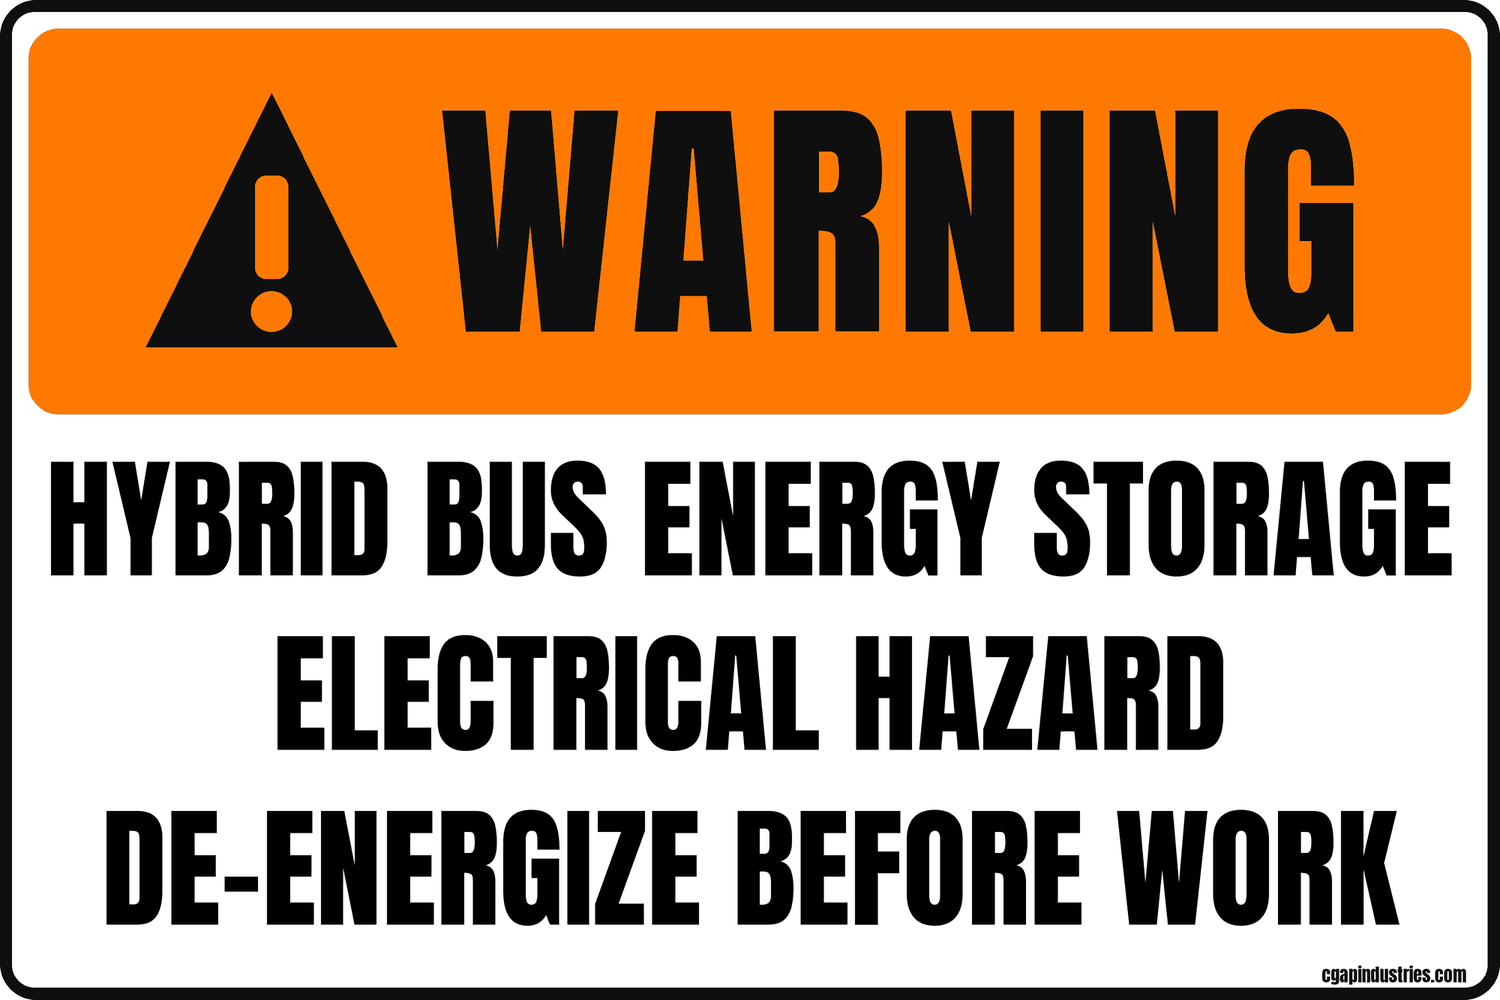 WARNING
HYBRID BUS ENERGY STORAGE
ELECTRICAL HAZARD
DE-ENERGIZE BEFORE WORK
cgapindustries.com